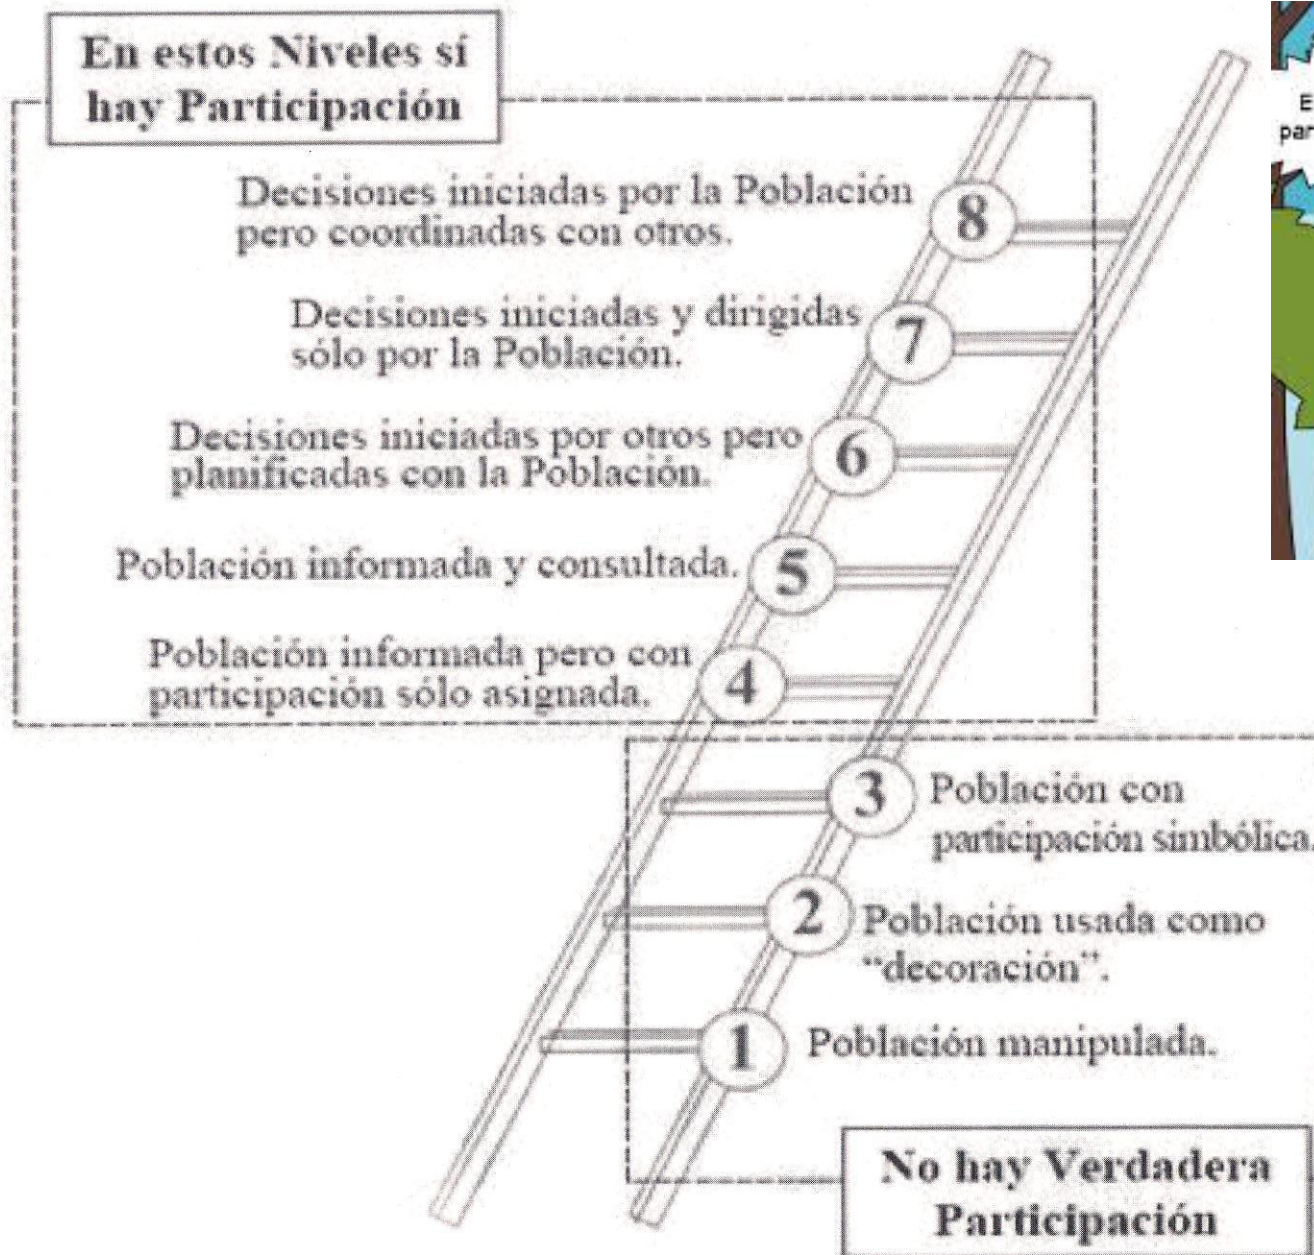 En estos Niveles sí
hay Participación
Decisiones iniciadas por la Población
pero coordinadas con otros.
8
Decisiones iniciadas y dirigidas
sólo por la Población.
7
Decisiones iniciadas por otros pero
planificadas con la Población.
6
Población informada y consultada.
5
Población informada pero con
participación sólo asignada.
4
3
Población con
participación simbólica.
2
Población usada como
“decoración”.
1
Población manipulada.
No hay Verdadera
Participación